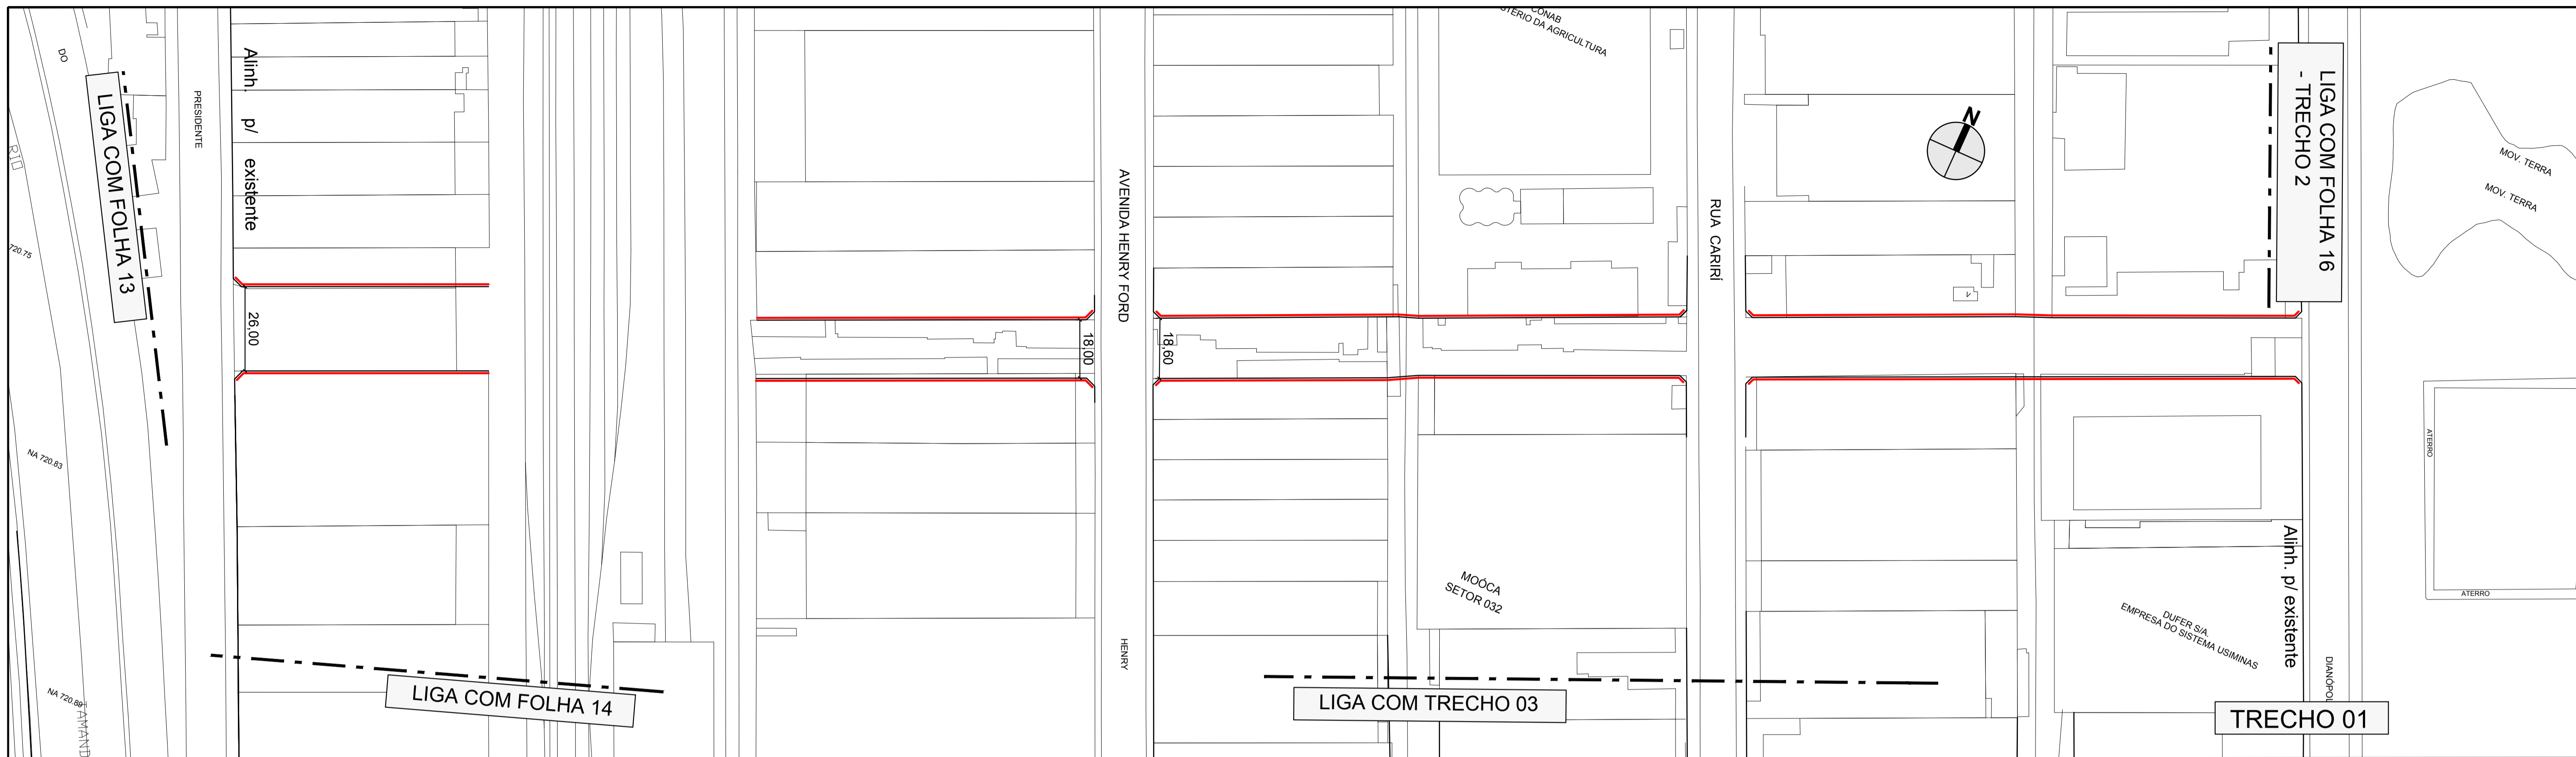 DO
RIO
720.75
NA 720.83
NA 720.89
LIGA COM FOLHA 13
PRESIDENTE
Alinh. p/ existente
26,00
LIGA COM FOLHA 14
AVENIDA HENRY FORD
18,00
18,60
HENRY
CONAB
DA AGRICULTURA
MOÓCA
SETOR 032
LIGA COM TRECHO 03
RUA CARIRÍ
N
LIGA COM FOLHA 16
- TRECHO 2
Alinh. p/ existente
DUFER S/A.
EMPRESA DO SISTEMA USIMINAS
TRECHO 01
MOV. TERRA
MOV. TERRA
ATERRO
ATERRO